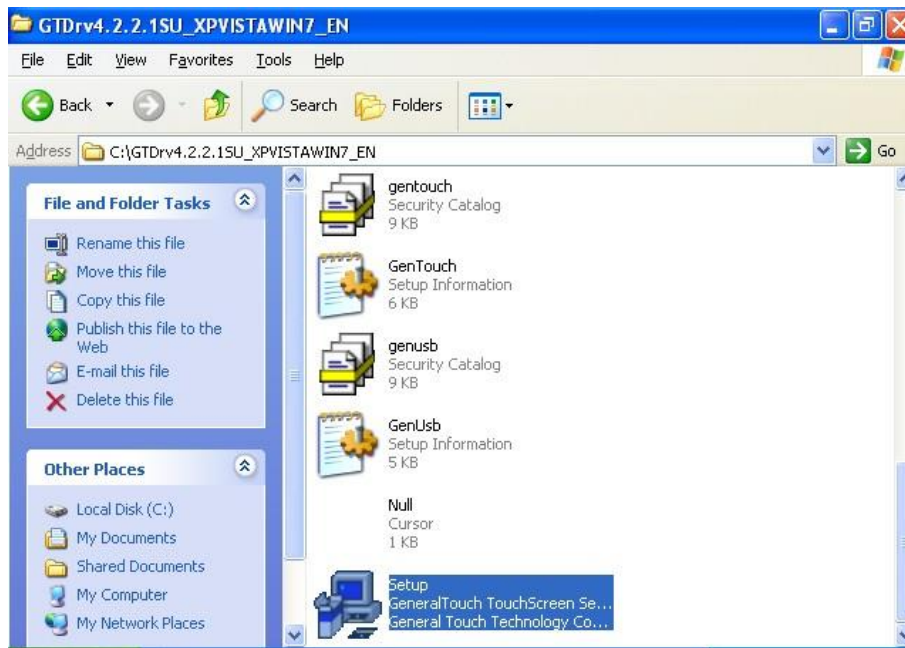 GTDrv4.2.2.1SU_XPVISTAWIN7_EN
File Edit View Favorites Tools Help
Back Search Folders
Address C:\GTDrv4.2.2.1SU_XPVISTAWIN7_EN Go
File and Folder Tasks
Rename this file
Move this file
Copy this file
Publish this file to the
Web
E-mail this file
Delete this file
Other Places
Local Disk (C:)
My Documents
Shared Documents
My Computer
My Network Places
gentouch
Security Catalog
9 KB
GenTouch
Setup Information
6 KB
genusb
Security Catalog
9 KB
GenUsb
Setup Information
5 KB
Null
Cursor
1 KB
Setup
GeneralTouch TouchScreen Se...
General Touch Technology Co...